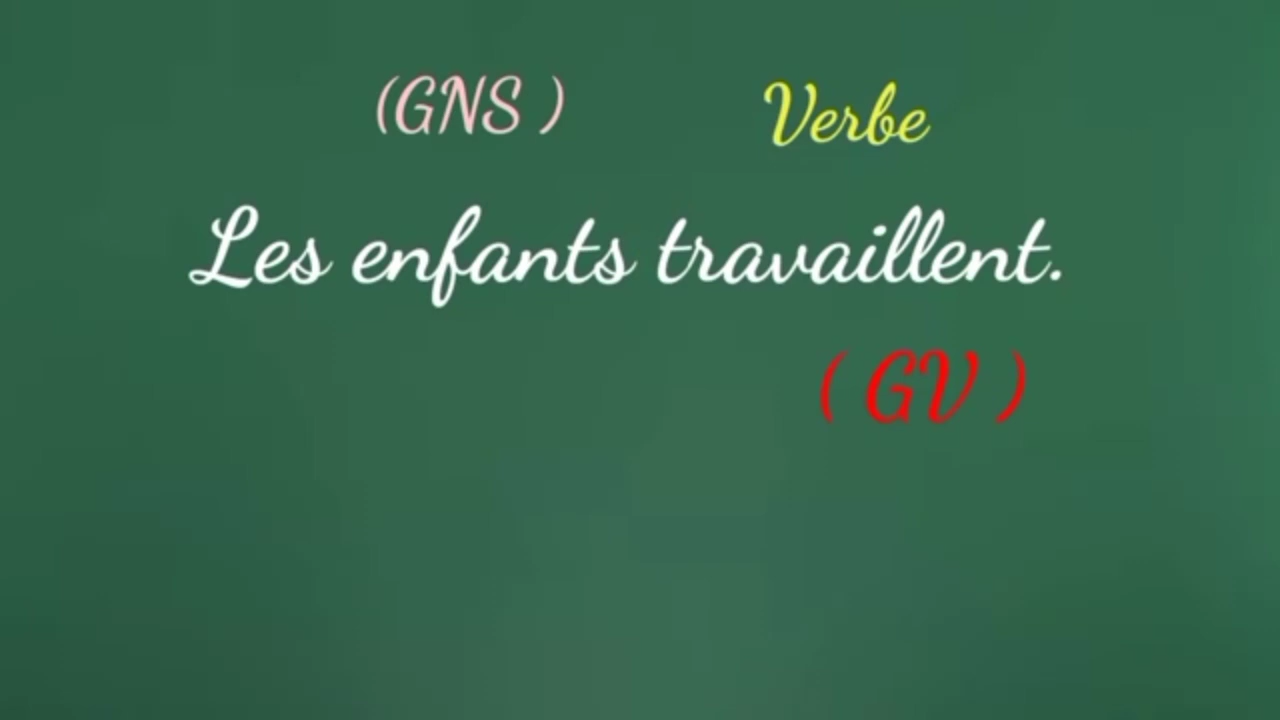 (GNS ) Verbe
Les enfants travaillent.
( GV )